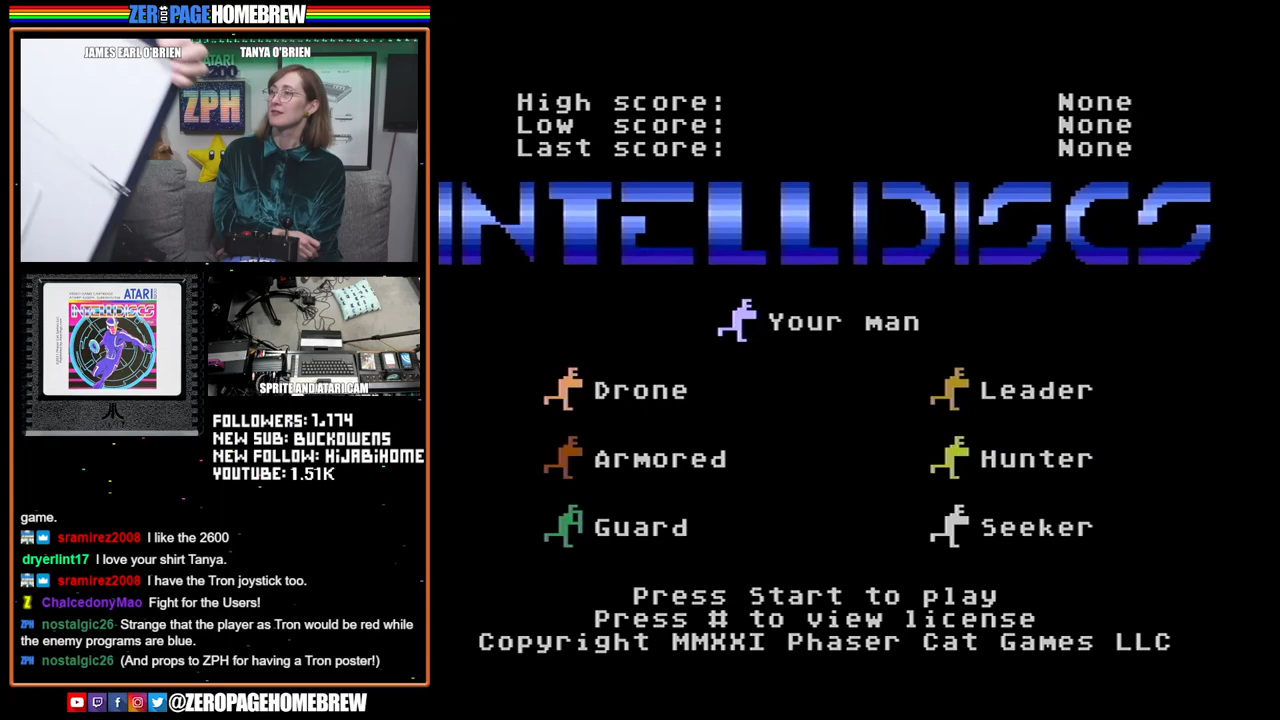 ZEROPAGEHOMEBREW
JAMES EARL O'BRIEN
TANYA O'BRIEN
ATARI
ZPH
ATARI
INTELLIDISCS
SPRITE AND ATARI CAM
FOLLOWERS: 1,174
NEW SUB: BUCKOWENS
NEW FOLLOW: HIJABIHOME
YOUTUBE: 1.51K
game.
sramirez2008 I like the 2600
dryerlint17 I love your shirt Tanya.
sramirez2008 I have the Tron joystick too.
ChalcedonyMao Fight for the Users!
nostalgic26 Strange that the player as Tron would be red while
the enemy programs are blue.
nostalgic26 (And props to ZPH for having a Tron poster!)
@ZEROPAGEHOMEBREW
High score: None
Low score: None
Last score: None
INTELLIDISCS
Your man
Drone Leader
Armored Hunter
Guard Seeker
Press Start to play
Press # to view license
Copyright MMXXI Phaser Cat Games LLC